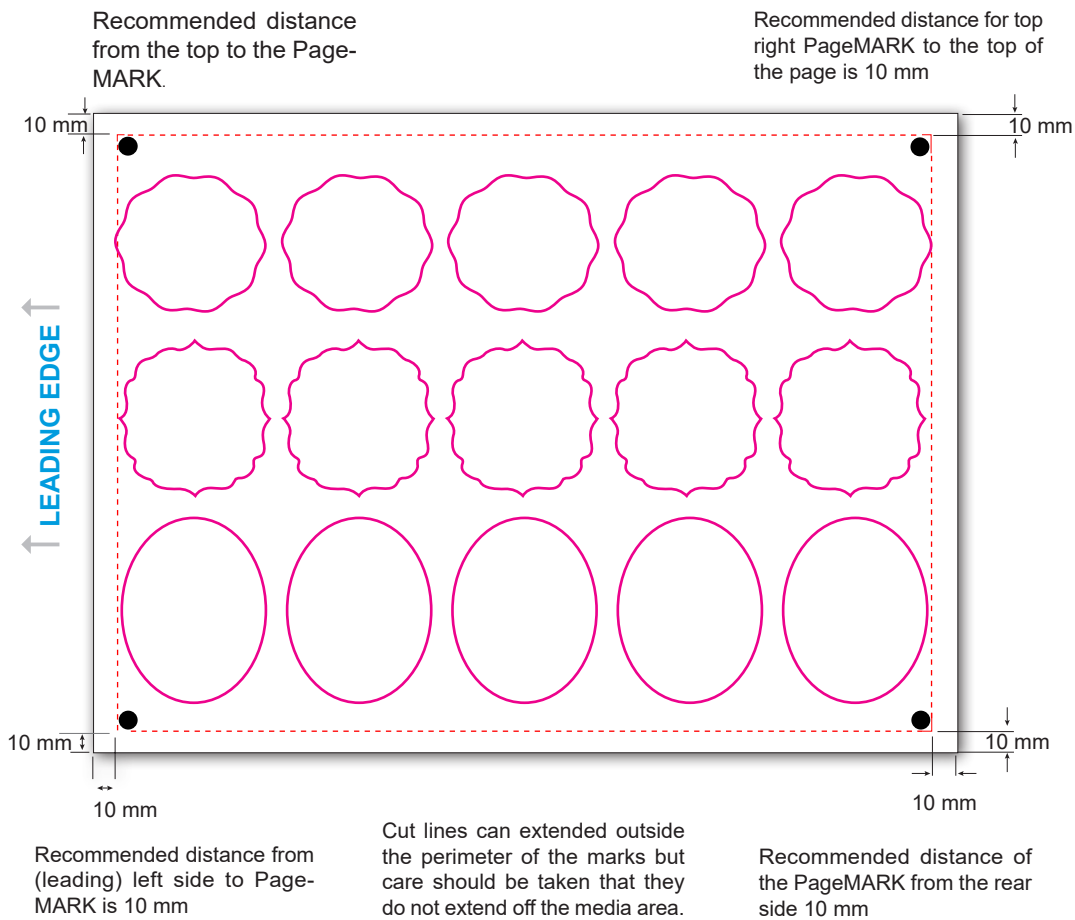 Recommended distance
from the top to the Page-
MARK.
Recommended distance for top
right PageMARK to the top of
the page is 10 mm
10 mm
10 mm
LEADING EDGE
10 mm
10 mm
10 mm
10 mm
Recommended distance from
(leading) left side to Page-
MARK is 10 mm
Cut lines can extended outside
the perimeter of the marks but
care should be taken that they
do not extend off the media area.
Recommended distance of
the PageMARK from the rear
side 10 mm